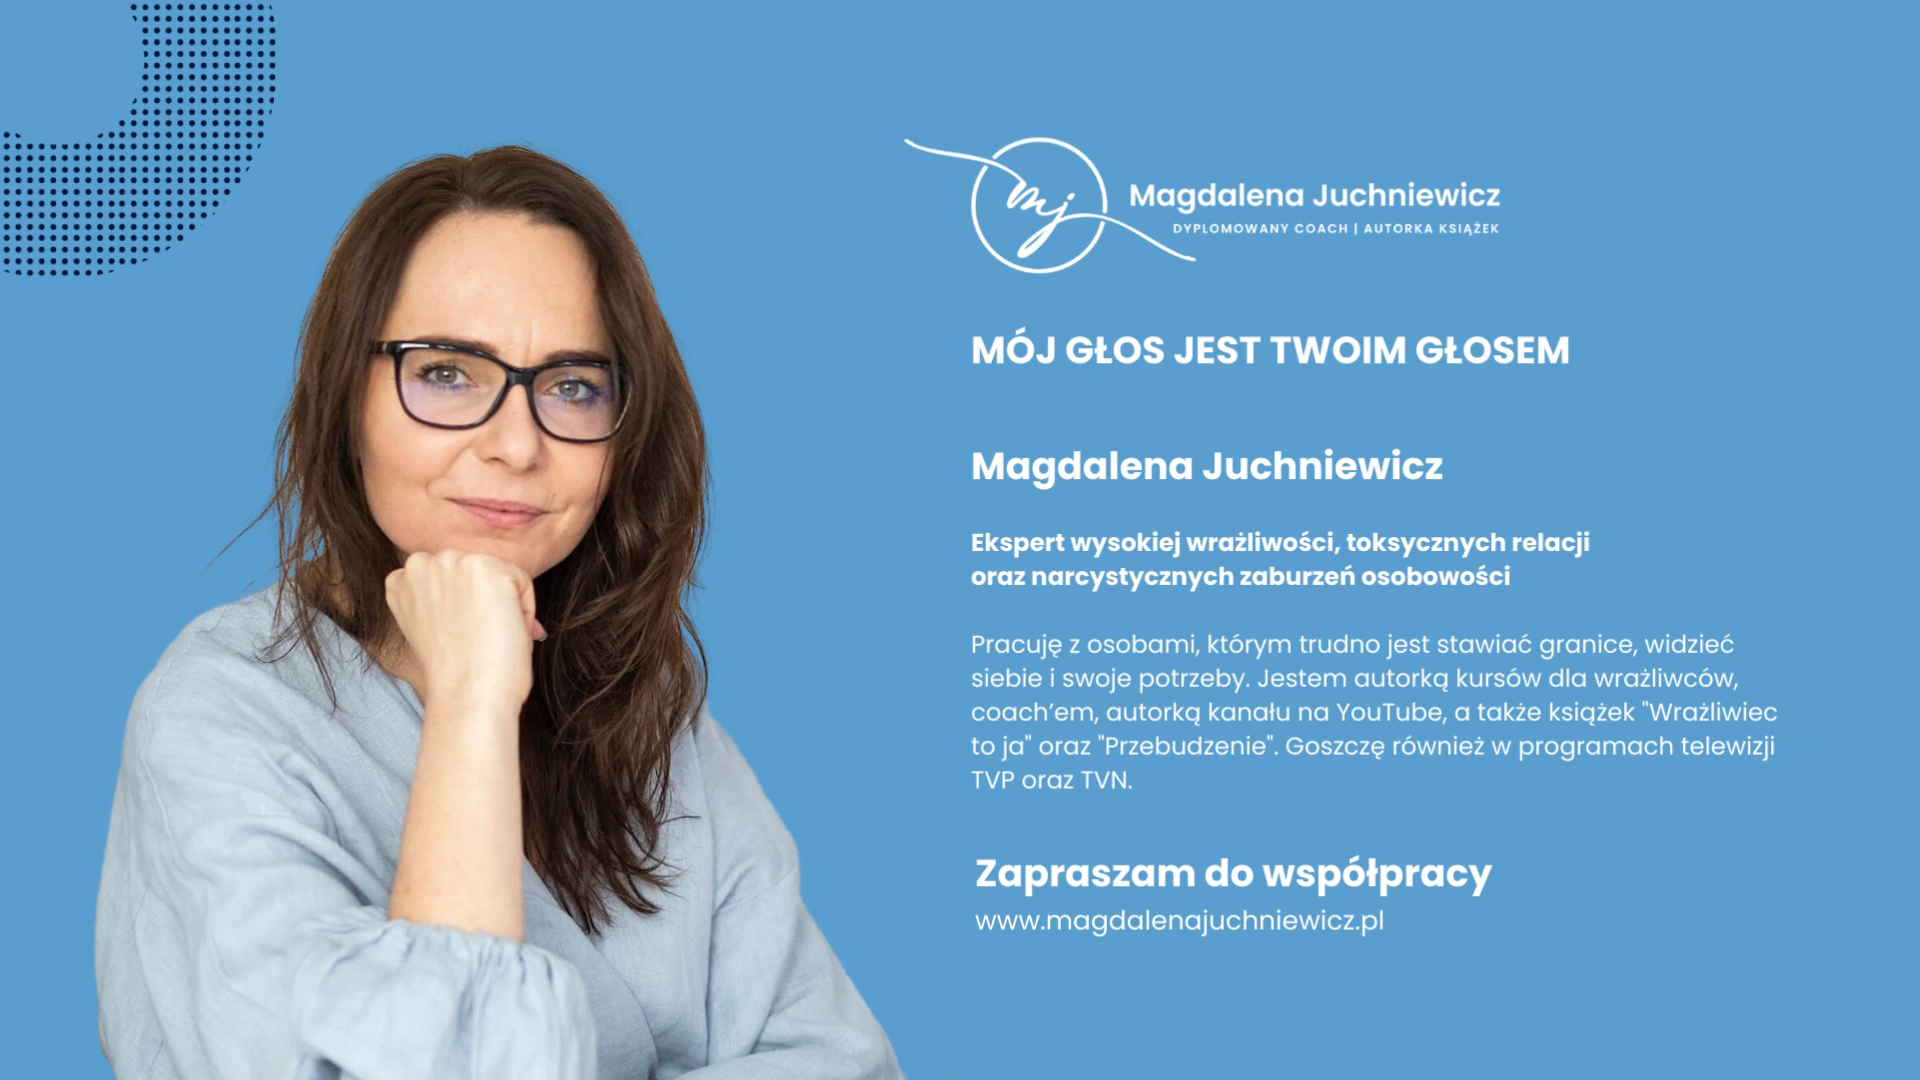 mj
Magdalena Juchniewicz
DYPLOMOWANY COACH | AUTORKA KSIĄŻEK
MÓJ GŁOS JEST TWOIM GŁOSEM
Magdalena Juchniewicz
Ekspert wysokiej wrażliwości, toksycznych relacji
oraz narcystycznych zaburzeń osobowości
Pracuję z osobami, którym trudno jest stawiać granice, widzieć
siebie i swoje potrzeby. Jestem autorką kursów dla wrażliwców,
coach’em, autorką kanału na YouTube, a także książek "Wrażliwiec
to ja" oraz "Przebudzenie". Goszczę również w programach telewizji
TVP oraz TVN.
Zapraszam do współpracy
www.magdalenajuchniewicz.pl